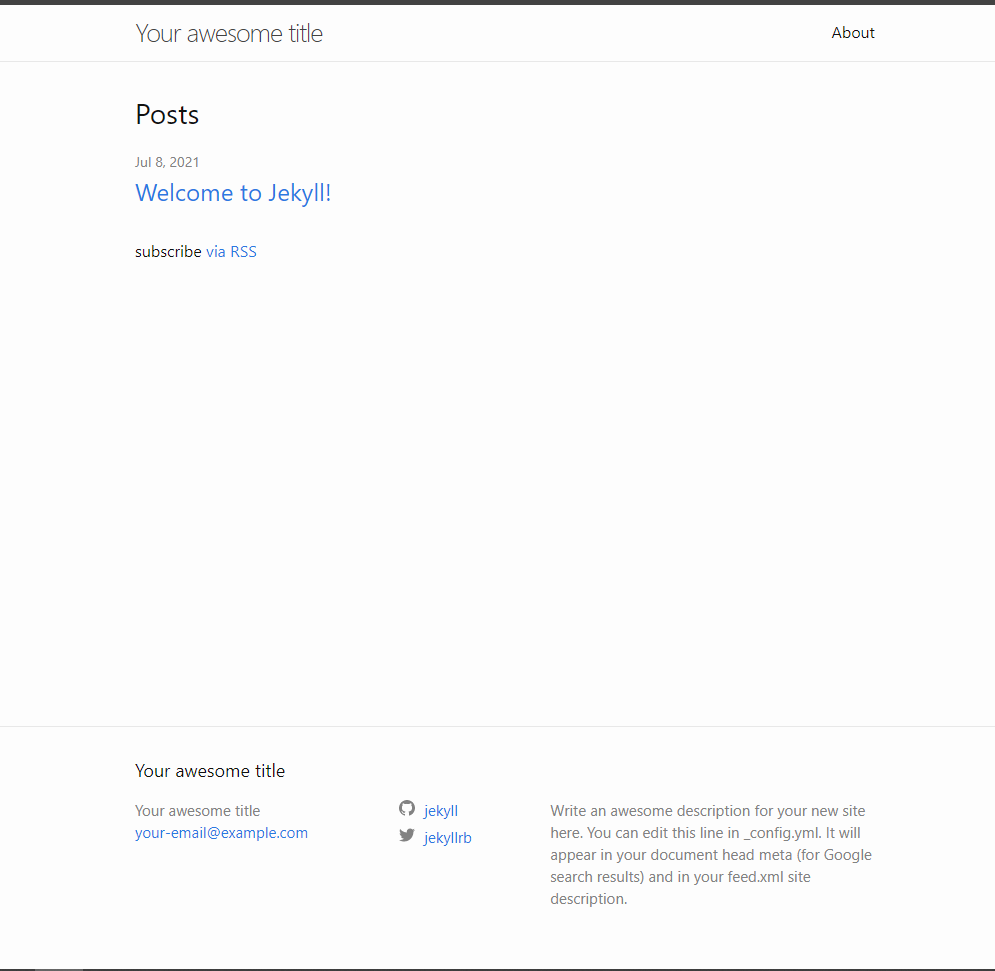 Your awesome title
About
Posts
Jul 8, 2021
Welcome to Jekyll!
subscribe via RSS
Your awesome title
Your awesome title
your-email@example.com
jekyll
jekyllrb
Write an awesome description for your new site
here. You can edit this line in _config.yml. It will
appear in your document head meta (for Google
search results) and in your feed.xml site
description.